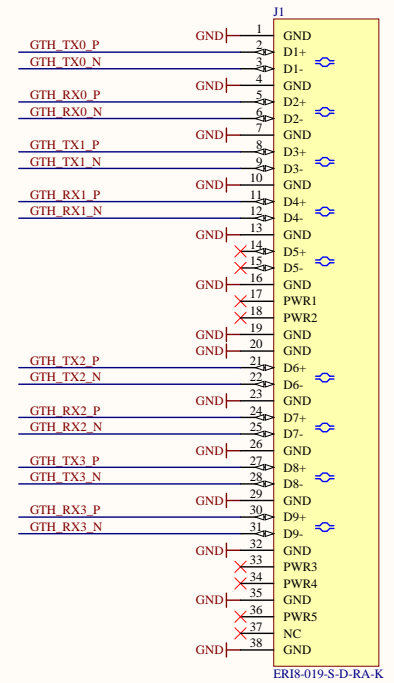 J1
GND 1 GND
GTH_TX0_P 2 D1+
GTH_TX0_N 3 D1-
GND 4 GND
GTH_RX0_P 5 D2+
GTH_RX0_N 6 D2-
GND 7 GND
GTH_TX1_P 8 D3+
GTH_TX1_N 9 D3-
GND 10 GND
GTH_RX1_P 11 D4+
GTH_RX1_N 12 D4-
GND 13 GND
14 D5+
15 D5-
GND 16 GND
17 PWR1
18 PWR2
GND 19 GND
GND 20 GND
GTH_TX2_P 21 D6+
GTH_TX2_N 22 D6-
GND 23 GND
GTH_RX2_P 24 D7+
GTH_RX2_N 25 D7-
GND 26 GND
GTH_TX3_P 27 D8+
GTH_TX3_N 28 D8-
GND 29 GND
GTH_RX3_P 30 D9+
GTH_RX3_N 31 D9-
GND 32 GND
33 PWR3
34 PWR4
GND 35 GND
36 PWR5
37 NC
GND 38 GND
ERI8-019-S-D-RA-K